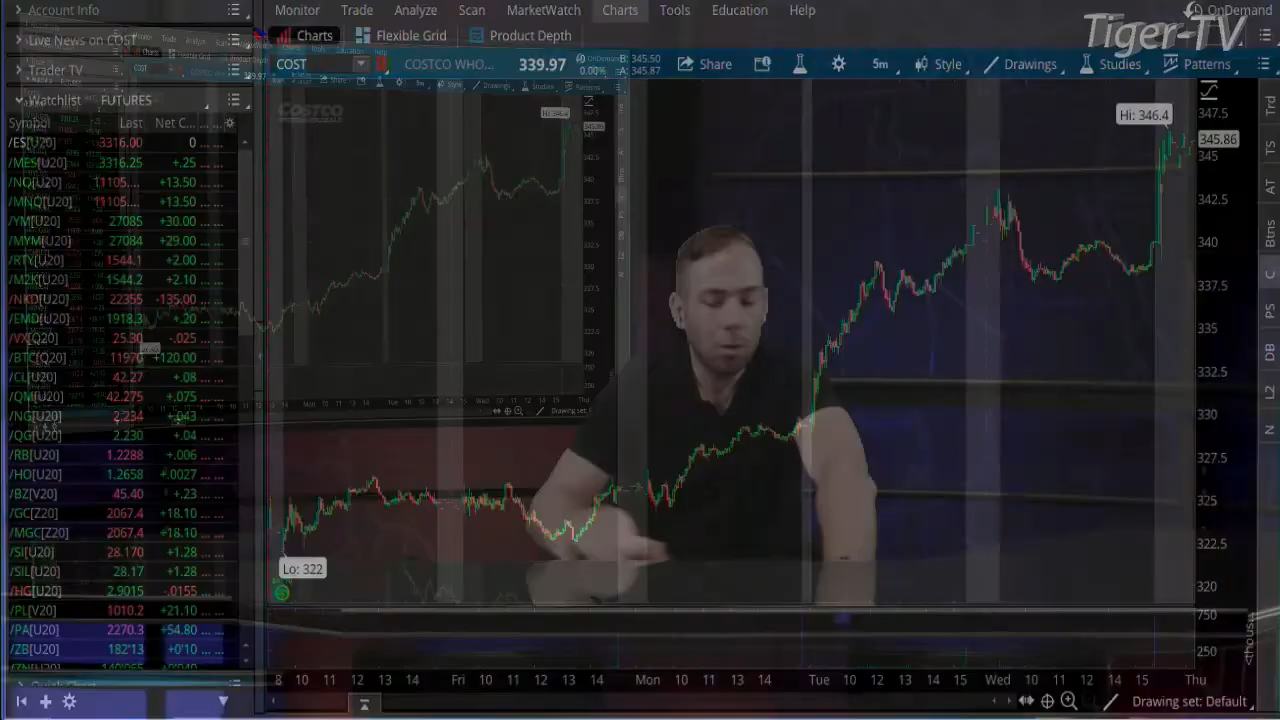 Account Info
Monitor Trade Analyze Scan MarketWatch Charts Tools Education Help
OnDemand
Tiger-TV
Live News on COST
Charts Flexible Grid Product Depth
Trader TV
COST COSTCO WHO... 339.97 0.00% B: 345.50 A: 345.87 Share 5m Style Drawings Studies Patterns
Watchlist FUTURES
Symbol Last Net C...
/ES[U20] 3316.00 0
/MES[U20] 3316.25 +.25
/NQ[U20] 11105.... +13.50
/MNQ[U20] 11105.... +13.50
/YM[U20] 27085 +30.00
/MYM[U20] 27084 +29.00
/RTY[U20] 1544.1 +2.00
/M2K[U20] 1544.2 +2.10
/NKD[U20] 22355 -135.00
/EMD[U20] 1918.3 +.20
/VX[Q20] 25.30 -.025
/BTC[Q20] 11970 +120.00
/CL[U20] 42.27 +.08
/QM[U20] 42.275 +.075
/NG[U20] 2.234 +.043
/QG[U20] 2.230 +.04
/RB[U20] 1.2288 +.006
/HO[U20] 1.2658 +.0027
/BZ[V20] 45.40 +.23
/GC[Z20] 2067.4 +18.10
/MGC[Z20] 2067.4 +18.10
/SI[U20] 28.170 +1.28
/SIL[U20] 28.17 +1.28
/HG[U20] 2.9015 -.0155
/PL[V20] 1010.2 +21.10
/PA[U20] 2270.3 +54.80
/ZB[U20] 182'13 +0'10
COSTCO
Hi: 346.4
Lo: 322
347.5
345.86
345
342.5
340
337.5
335
332.5
330
327.5
325
322.5
320
750
250
<thousa
Trd
TS
AT
Btns
C
PS
DB
L2
N
8 10 11 12 13 14 Fri 10 11 12 13 14 Mon 10 11 12 13 14 Tue 10 11 12 13 14 15 Wed 10 11 12 13 14 15 Thu
Drawing set: Default